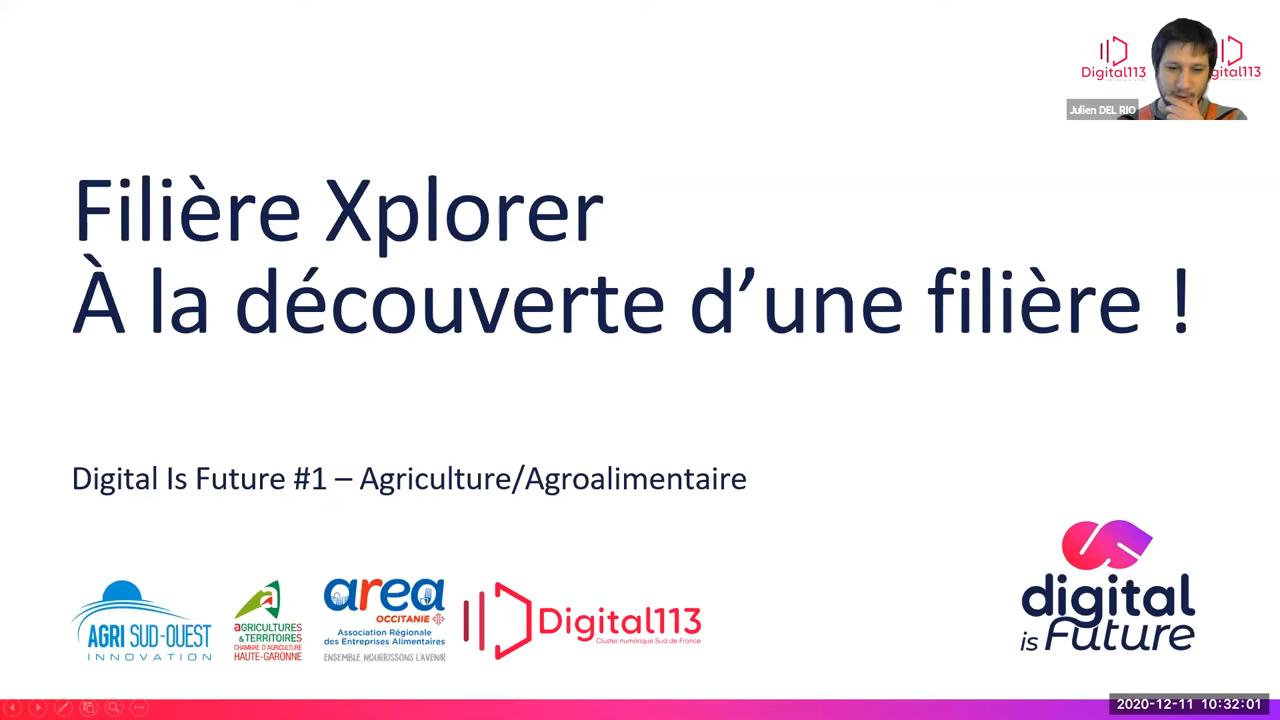 Digital113
gital113
Julien DEL RIO
Filière Xplorer
À la découverte d’une filière !
Digital Is Future #1 – Agriculture/Agroalimentaire
AGRI SUD-OUEST
INNOVATION
AGRICULTURES
& TERRITOIRES
CHAMBRE D'AGRICULTURE
HAUTE-GARONNE
area
OCCITANIE
Association Régionale
des Entreprises Alimentaires
ENSEMBLE, NOURRISSONS L'AVENIR
Digital113
Cluster numérique Sud de France
digital
is Future
2020-12-11 10:32:01